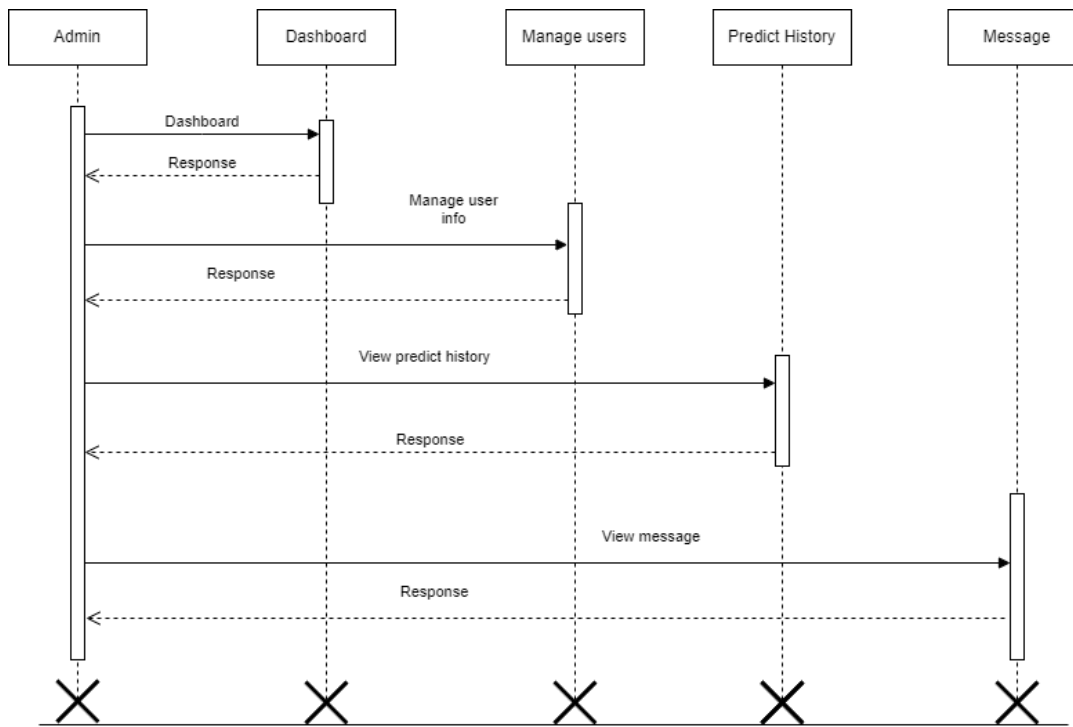 Admin
Dashboard
Manage users
Predict History
Message
Dashboard
Response
Manage user
info
Response
View predict history
Response
View message
Response